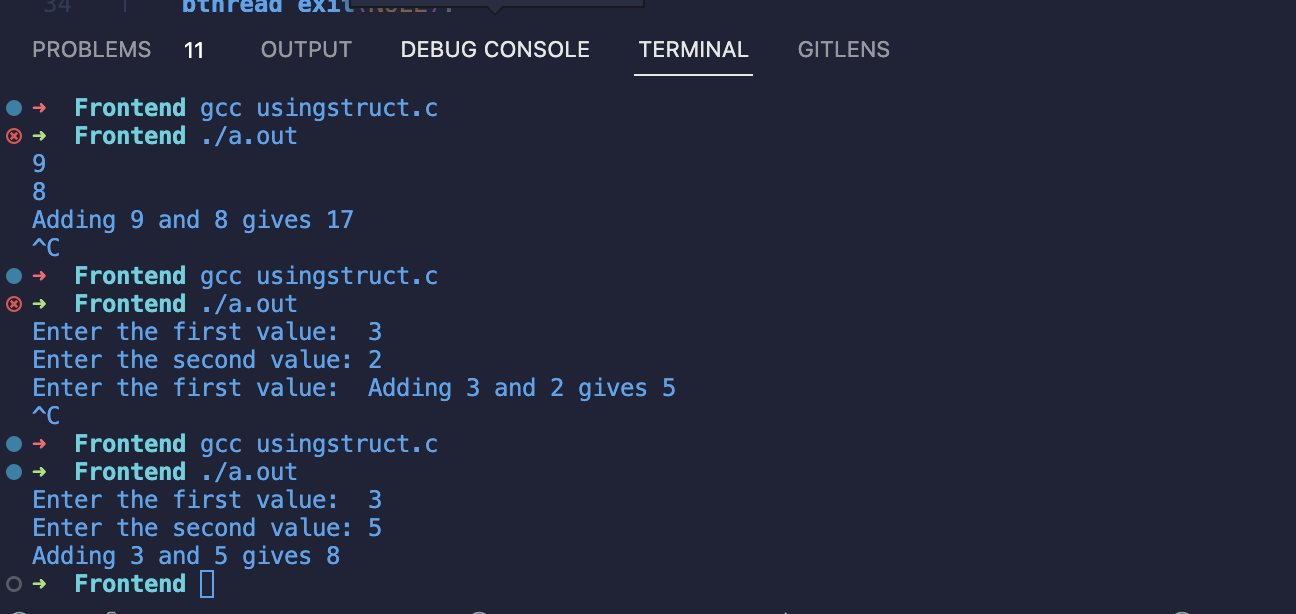 34 pthread_exit(NULL);
PROBLEMS 11 OUTPUT DEBUG CONSOLE TERMINAL GITLENS
➜ Frontend gcc usingstruct.c
➜ Frontend ./a.out
9
8
Adding 9 and 8 gives 17
^C
➜ Frontend gcc usingstruct.c
➜ Frontend ./a.out
Enter the first value:  3
Enter the second value: 2
Enter the first value:  Adding 3 and 2 gives 5
^C
➜ Frontend gcc usingstruct.c
➜ Frontend ./a.out
Enter the first value:  3
Enter the second value: 5
Adding 3 and 5 gives 8
➜ Frontend